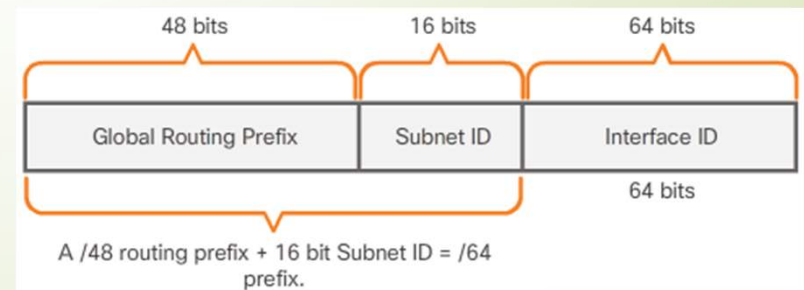 48 bits
16 bits
64 bits
Global Routing Prefix
Subnet ID
Interface ID
64 bits
A /48 routing prefix + 16 bit Subnet ID = /64
prefix.